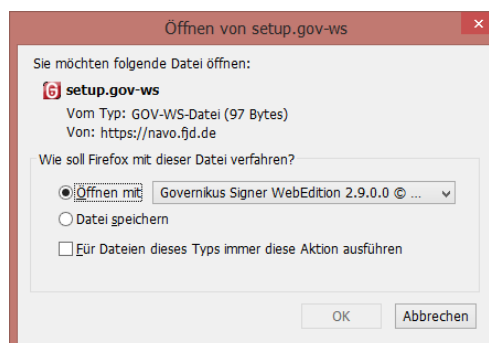 Öffnen von setup.gov-ws
Sie möchten folgende Datei öffnen:
setup.gov-ws
Vom Typ: GOV-WS-Datei (97 Bytes)
Von: https://navo.fjd.de
Wie soll Firefox mit dieser Datei verfahren?
Öffnen mit Governikus Signer WebEdition 2.9.0.0 © ...
Datei speichern
Für Dateien dieses Typs immer diese Aktion ausführen
OK Abbrechen